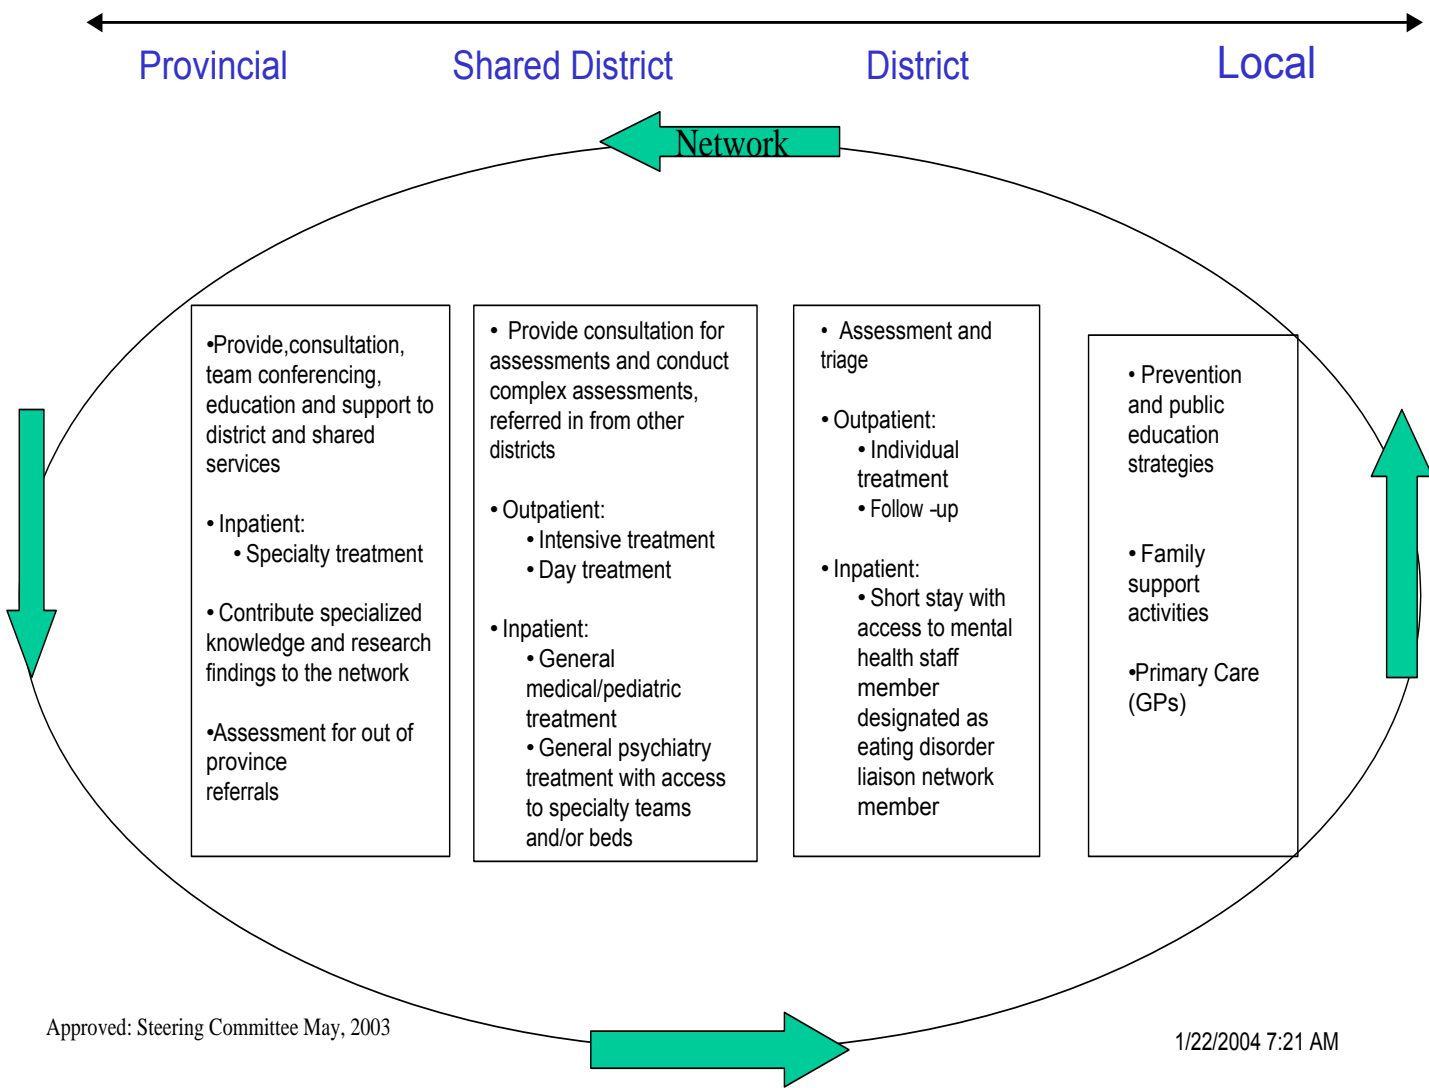 Provincial
Shared District
District
Local
Network
•Provide,consultation,
team conferencing,
education and support to
district and shared
services
• Inpatient:
• Specialty treatment
• Contribute specialized
knowledge and research
findings to the network
•Assessment for out of
province
referrals
• Provide consultation for
assessments and conduct
complex assessments,
referred in from other
districts
• Outpatient:
• Intensive treatment
• Day treatment
• Inpatient:
• General
medical/pediatric
treatment
• General psychiatry
treatment with access
to specialty teams
and/or beds
• Assessment and
triage
• Outpatient:
• Individual
treatment
• Follow -up
• Inpatient:
• Short stay with
access to mental
health staff
member
designated as
eating disorder
liaison network
member
• Prevention
and public
education
strategies
• Family
support
activities
•Primary Care
(GPs)
Approved: Steering Committee May, 2003
1/22/2004 7:21 AM